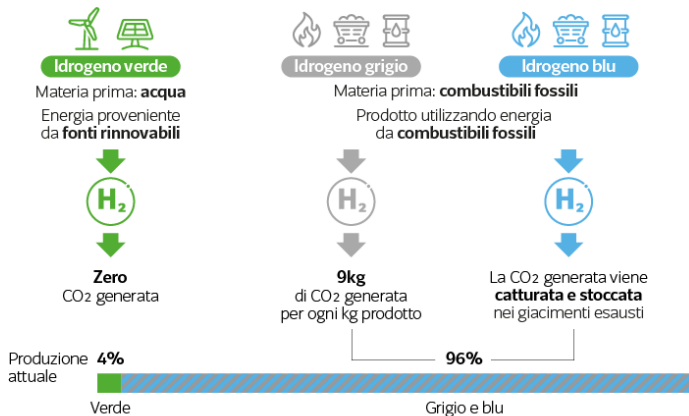 Idrogeno verde
Materia prima: acqua
Energia proveniente
da fonti rinnovabili
H₂
Zero
CO₂ generata
Idrogeno grigio
Idrogeno blu
Materia prima: combustibili fossili
Prodotto utilizzando energia
da combustibili fossili
H₂
H₂
9kg
di CO₂ generata
per ogni kg prodotto
La CO₂ generata viene
catturata e stoccata
nei giacimenti esausti
Produzione
attuale
4%
96%
Verde
Grigio e blu